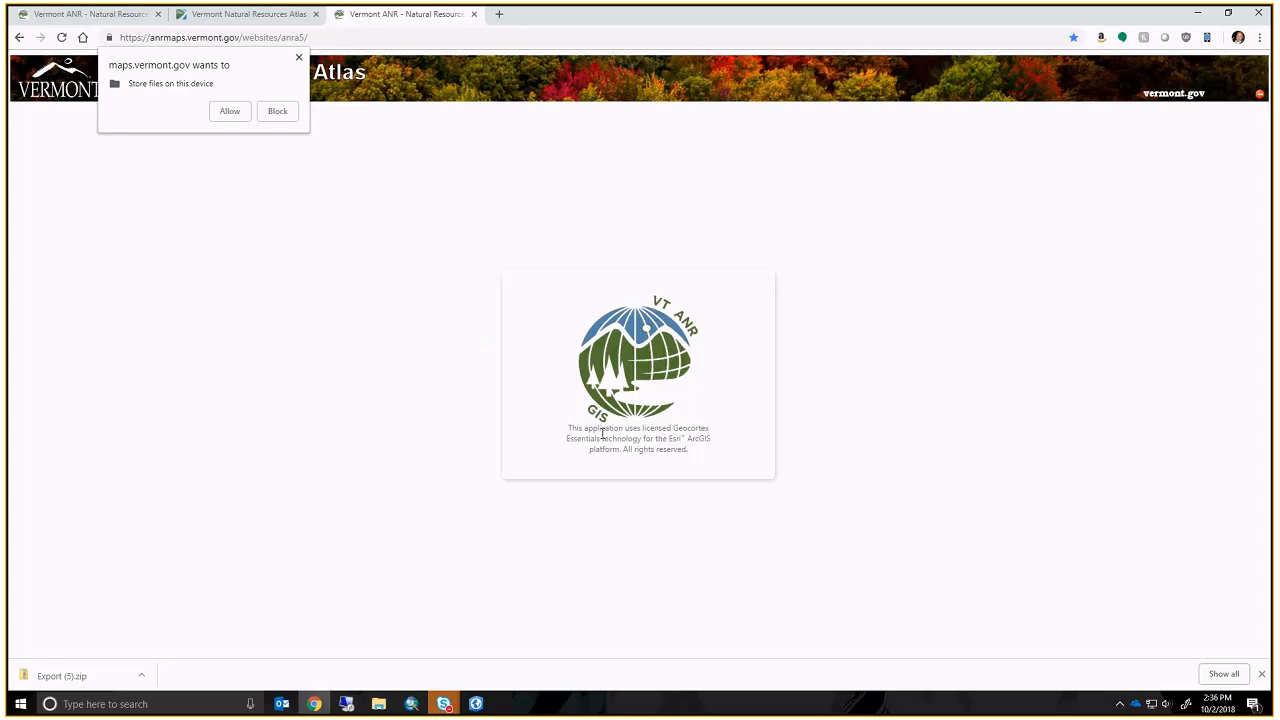 Vermont ANR - Natural Resourc
Vermont Natural Resources Atlas
Vermont ANR - Natural Resourc
https://anrmaps.vermont.gov/websites/anra5/
maps.vermont.gov wants to
Store files on this device
Allow
Block
VERMONT
Atlas
vermont.gov
VT ANR
GIS
This application uses licensed Geocortex
Essentials technology for the Esri™ ArcGIS
platform. All rights reserved.
Export (5).zip
Show all
Type here to search
2:36 PM
10/2/2018